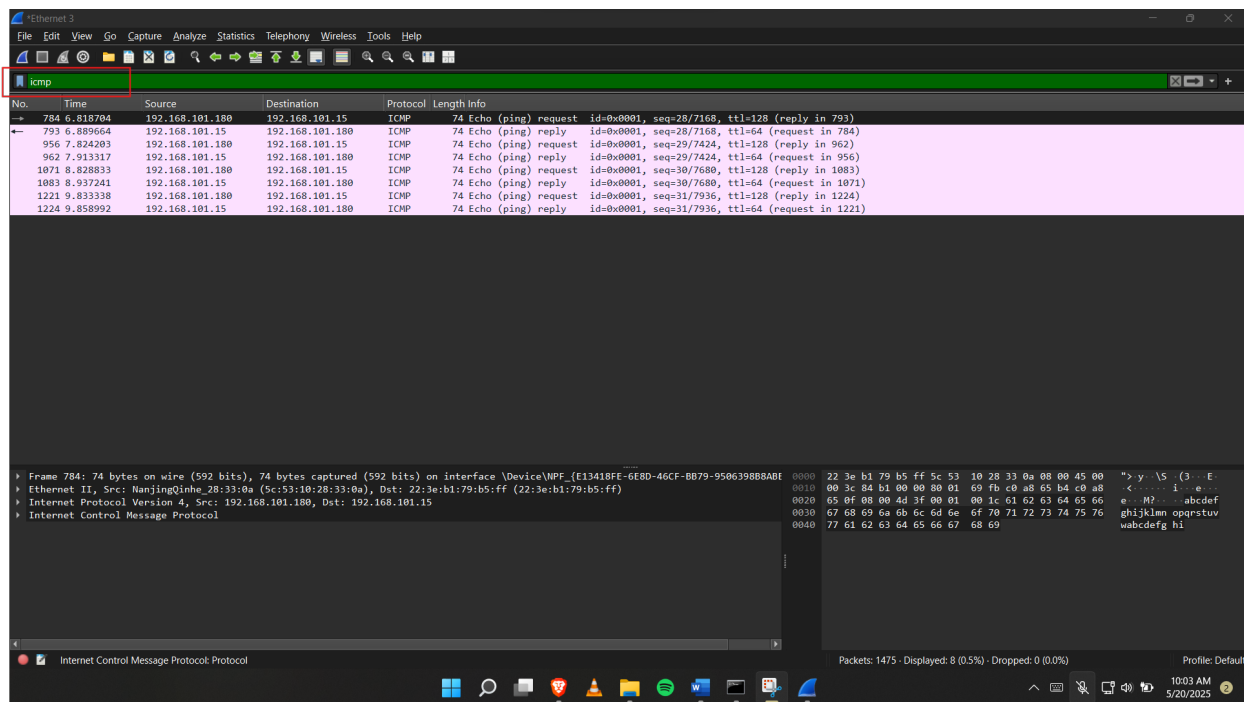 *Ethernet 3
File Edit View Go Capture Analyze Statistics Telephony Wireless Tools Help
icmp
No. Time Source Destination Protocol Length Info
784 6.818704 192.168.101.180 192.168.101.15 ICMP 74 Echo (ping) request id=0x0001, seq=28/7168, ttl=128 (reply in 793)
793 6.889664 192.168.101.15 192.168.101.180 ICMP 74 Echo (ping) reply id=0x0001, seq=28/7168, ttl=64 (request in 784)
956 7.824203 192.168.101.180 192.168.101.15 ICMP 74 Echo (ping) request id=0x0001, seq=29/7424, ttl=128 (reply in 962)
962 7.913317 192.168.101.15 192.168.101.180 ICMP 74 Echo (ping) reply id=0x0001, seq=29/7424, ttl=64 (request in 956)
1071 8.828833 192.168.101.180 192.168.101.15 ICMP 74 Echo (ping) request id=0x0001, seq=30/7680, ttl=128 (reply in 1083)
1083 8.937241 192.168.101.15 192.168.101.180 ICMP 74 Echo (ping) reply id=0x0001, seq=30/7680, ttl=64 (request in 1071)
1221 9.833338 192.168.101.180 192.168.101.15 ICMP 74 Echo (ping) request id=0x0001, seq=31/7936, ttl=128 (reply in 1224)
1224 9.858992 192.168.101.15 192.168.101.180 ICMP 74 Echo (ping) reply id=0x0001, seq=31/7936, ttl=64 (request in 1221)
Frame 784: 74 bytes on wire (592 bits), 74 bytes captured (592 bits) on interface \Device\NPF_{E13418FE-6E8D-46CF-BB79-9506398B8ABE
Ethernet II, Src: NanjingQinhe_28:33:0a (5c:53:10:28:33:0a), Dst: 22:3e:b1:79:b5:ff (22:3e:b1:79:b5:ff)
Internet Protocol Version 4, Src: 192.168.101.180, Dst: 192.168.101.15
Internet Control Message Protocol
0000 22 3e b1 79 b5 ff 5c 53 10 28 33 0a 08 00 45 00 ">·y··\S ·(3···E·
0010 00 3c 84 b1 00 00 80 01 69 fb c0 a8 65 b4 c0 a8 ·<······ i···e···
0020 65 0f 08 00 4d 3f 00 01 00 1c 61 62 63 64 65 66 e···M?·· ··abcdef
0030 67 68 69 6a 6b 6c 6d 6e 6f 70 71 72 73 74 75 76 ghijklmn opqrstuv
0040 77 61 62 63 64 65 66 67 68 69 wabcdefg hi
Internet Control Message Protocol: Protocol
Packets: 1475 · Displayed: 8 (0.5%) · Dropped: 0 (0.0%)
Profile: Default
10:03 AM
5/20/2025
2